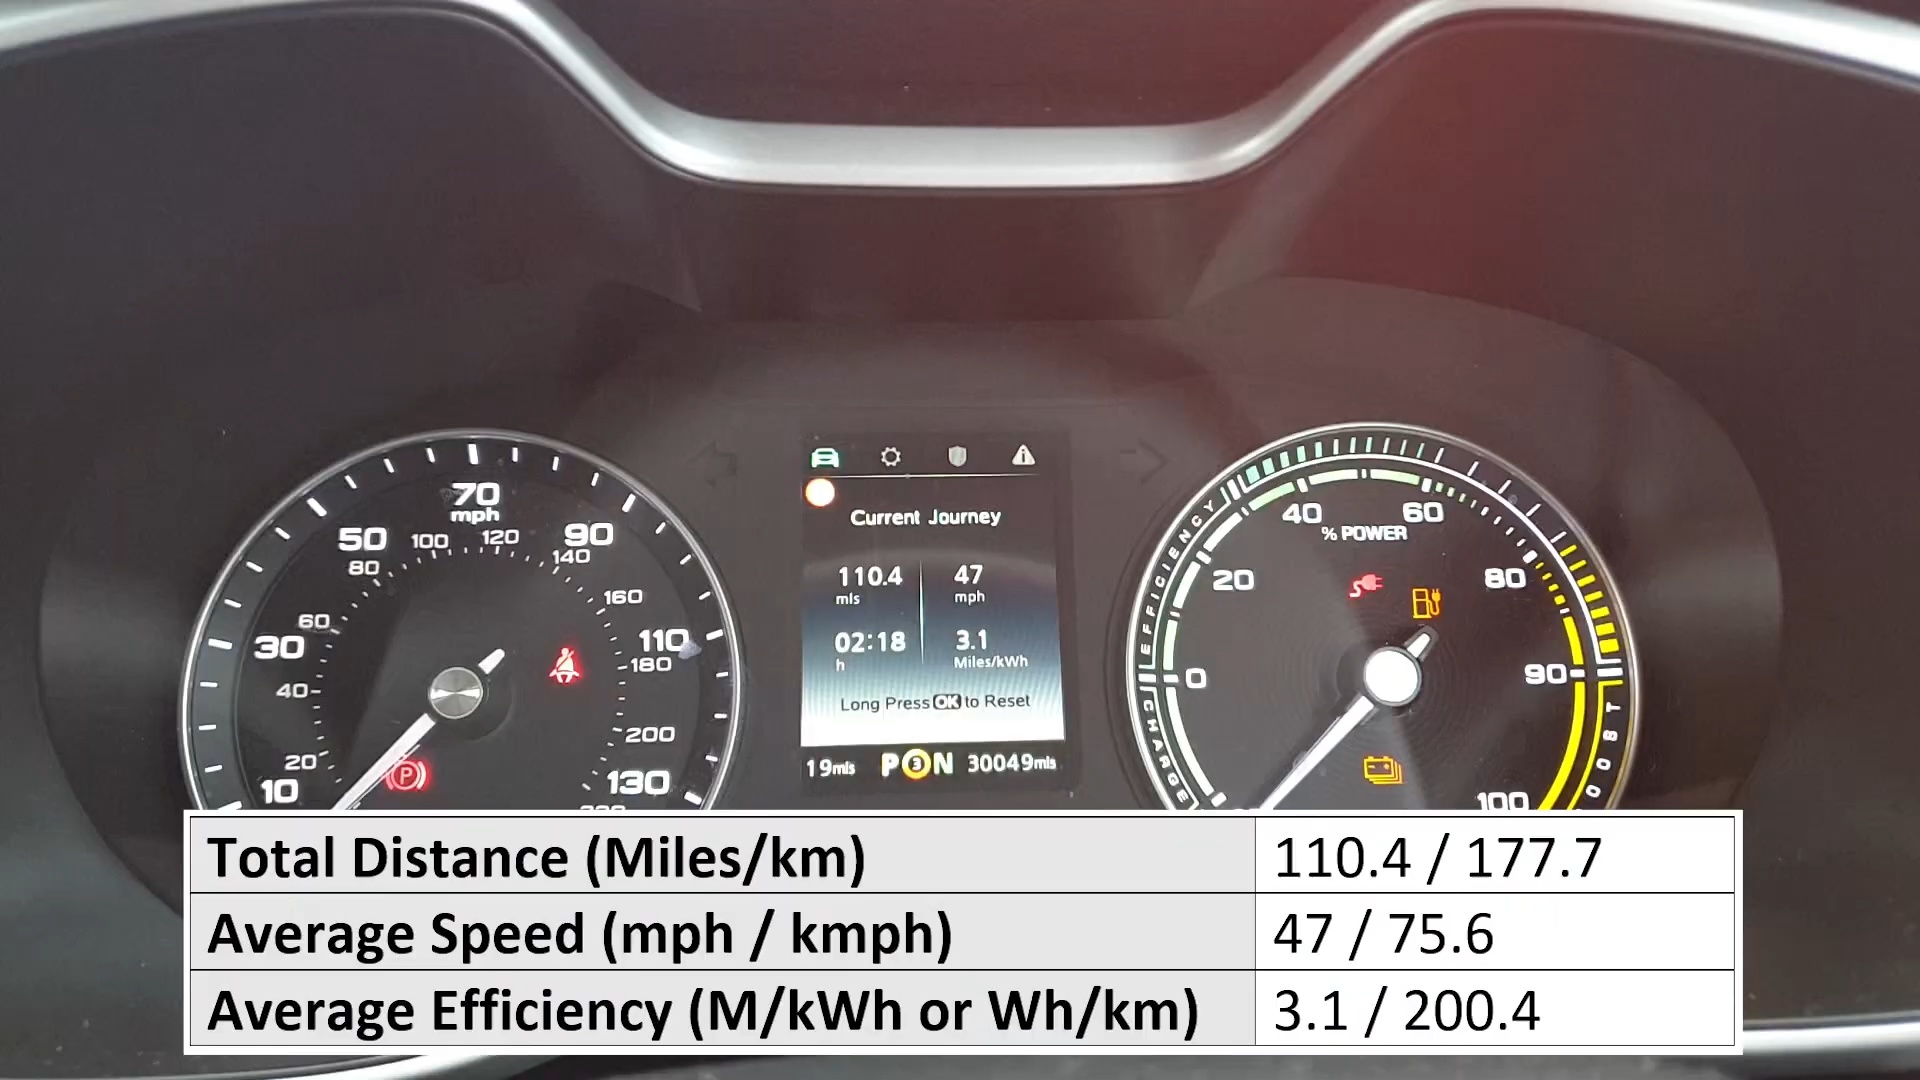 70
mph
50
90
100
120
80
140
60
160
30
110
180
40
200
20
10
130
Current Journey
110.4
mls
47
mph
02:18
h
3.1
Miles/kWh
Long Press OK to Reset
19mls
P 3 N
30049mls
EFFICIENCY
CHARGE
BOOST
40
60
% POWER
20
80
0
90
100
P
Total Distance (Miles/km)
110.4 / 177.7
Average Speed (mph / kmph)
47 / 75.6
Average Efficiency (M/kWh or Wh/km)
3.1 / 200.4